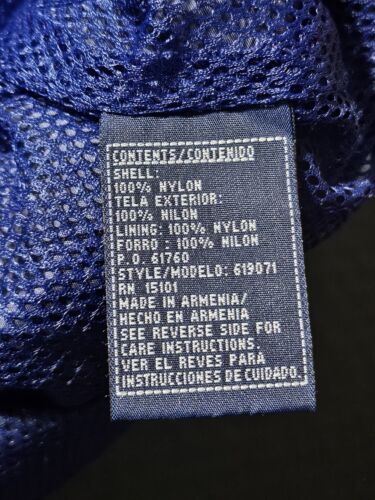 CONTENTS/CONTENIDO
SHELL:
100% NYLON
TELA EXTERIOR:
100% NILON
LINING: 100% NYLON
FORRO : 100% NILON
P.O. 61760
STYLE/MODELO: 619071
RN 15101
MADE IN ARMENIA/
HECHO EN ARMENIA
SEE REVERSE SIDE FOR
CARE INSTRUCTIONS.
VER EL REVES PARA
INSTRUCCIONES DE CUIDADO.